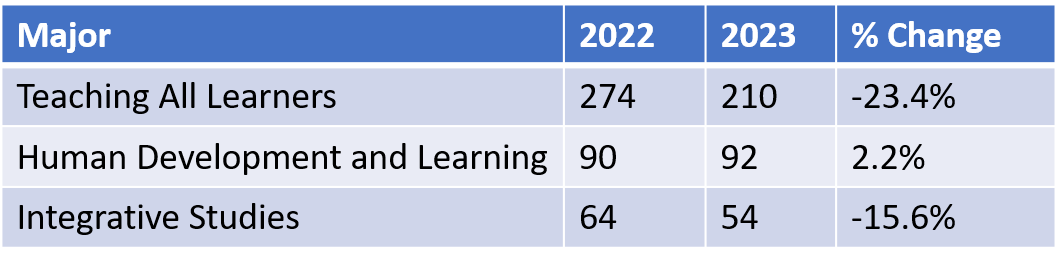 Major 2022 2023 % Change
Teaching All Learners 274 210 -23.4%
Human Development and Learning 90 92 2.2%
Integrative Studies 64 54 -15.6%